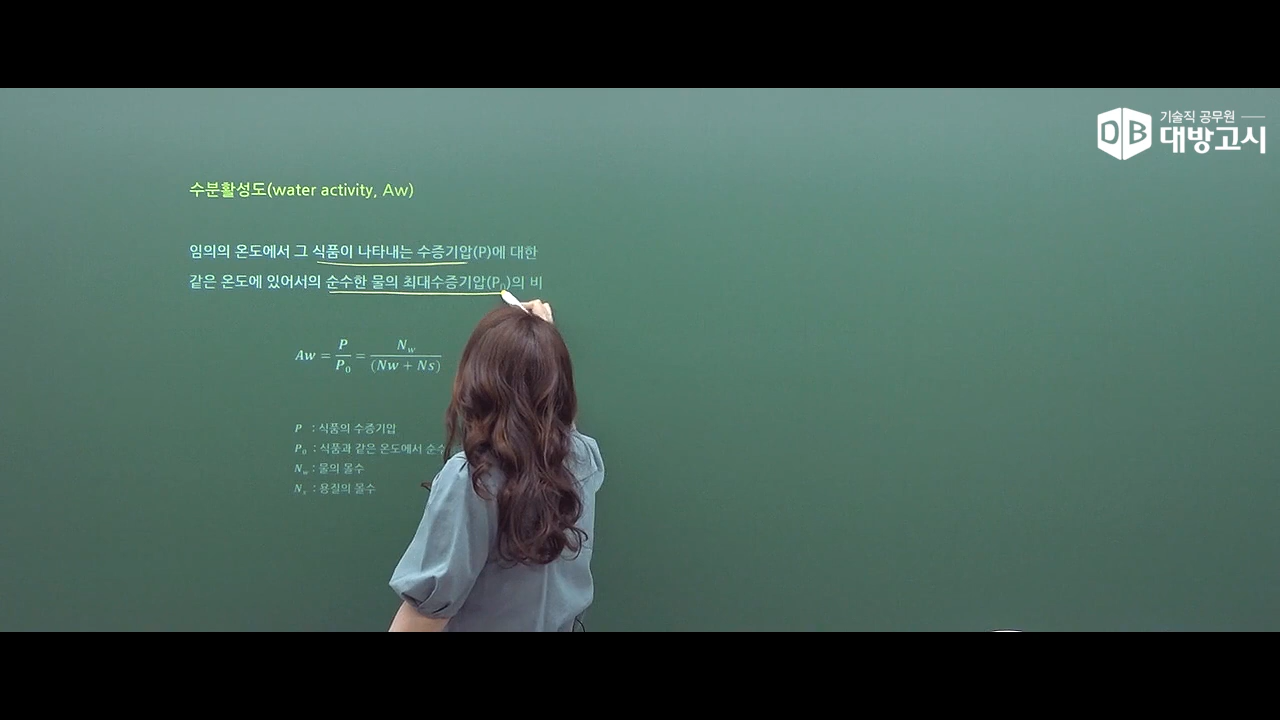 기술직 공무원
DB 대방고시
수분활성도(water activity, Aw)
임의의 온도에서 그 식품이 나타내는 수증기압(P)에 대한
같은 온도에 있어서의 순수한 물의 최대수증기압(P₀)의 비
Aw = P/P₀ = N_w/(Nw + Ns)
P : 식품의 수증기압
P₀ : 식품과 같은 온도에서 순수
N_w : 물의 몰수
N_s : 용질의 몰수